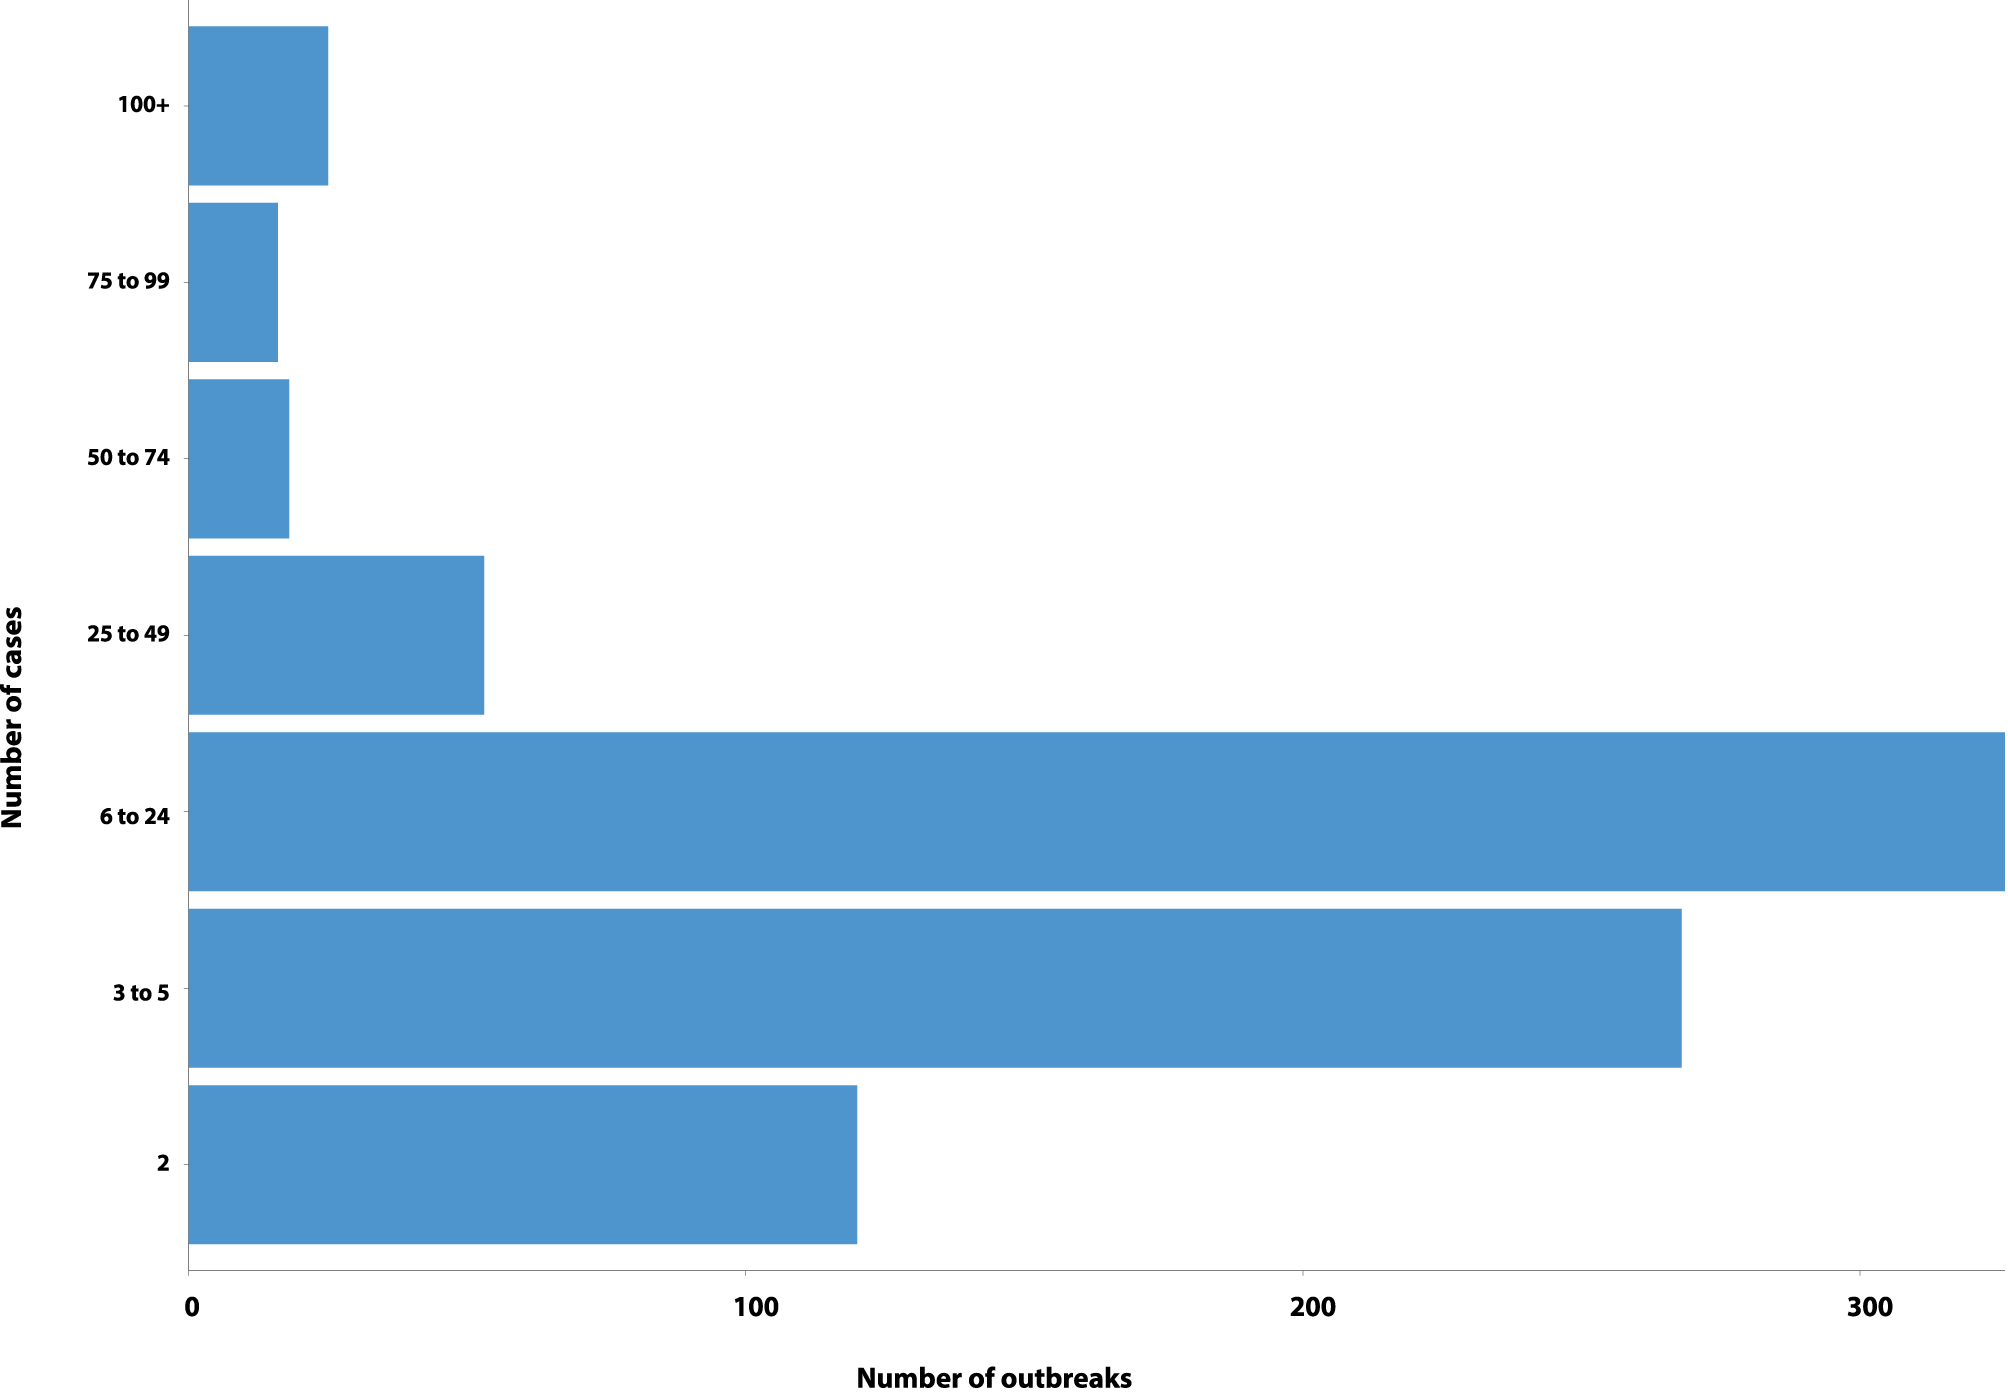 100+
75 to 99
50 to 74
25 to 49
6 to 24
3 to 5
2
Number of cases
0 100 200 300
Number of outbreaks